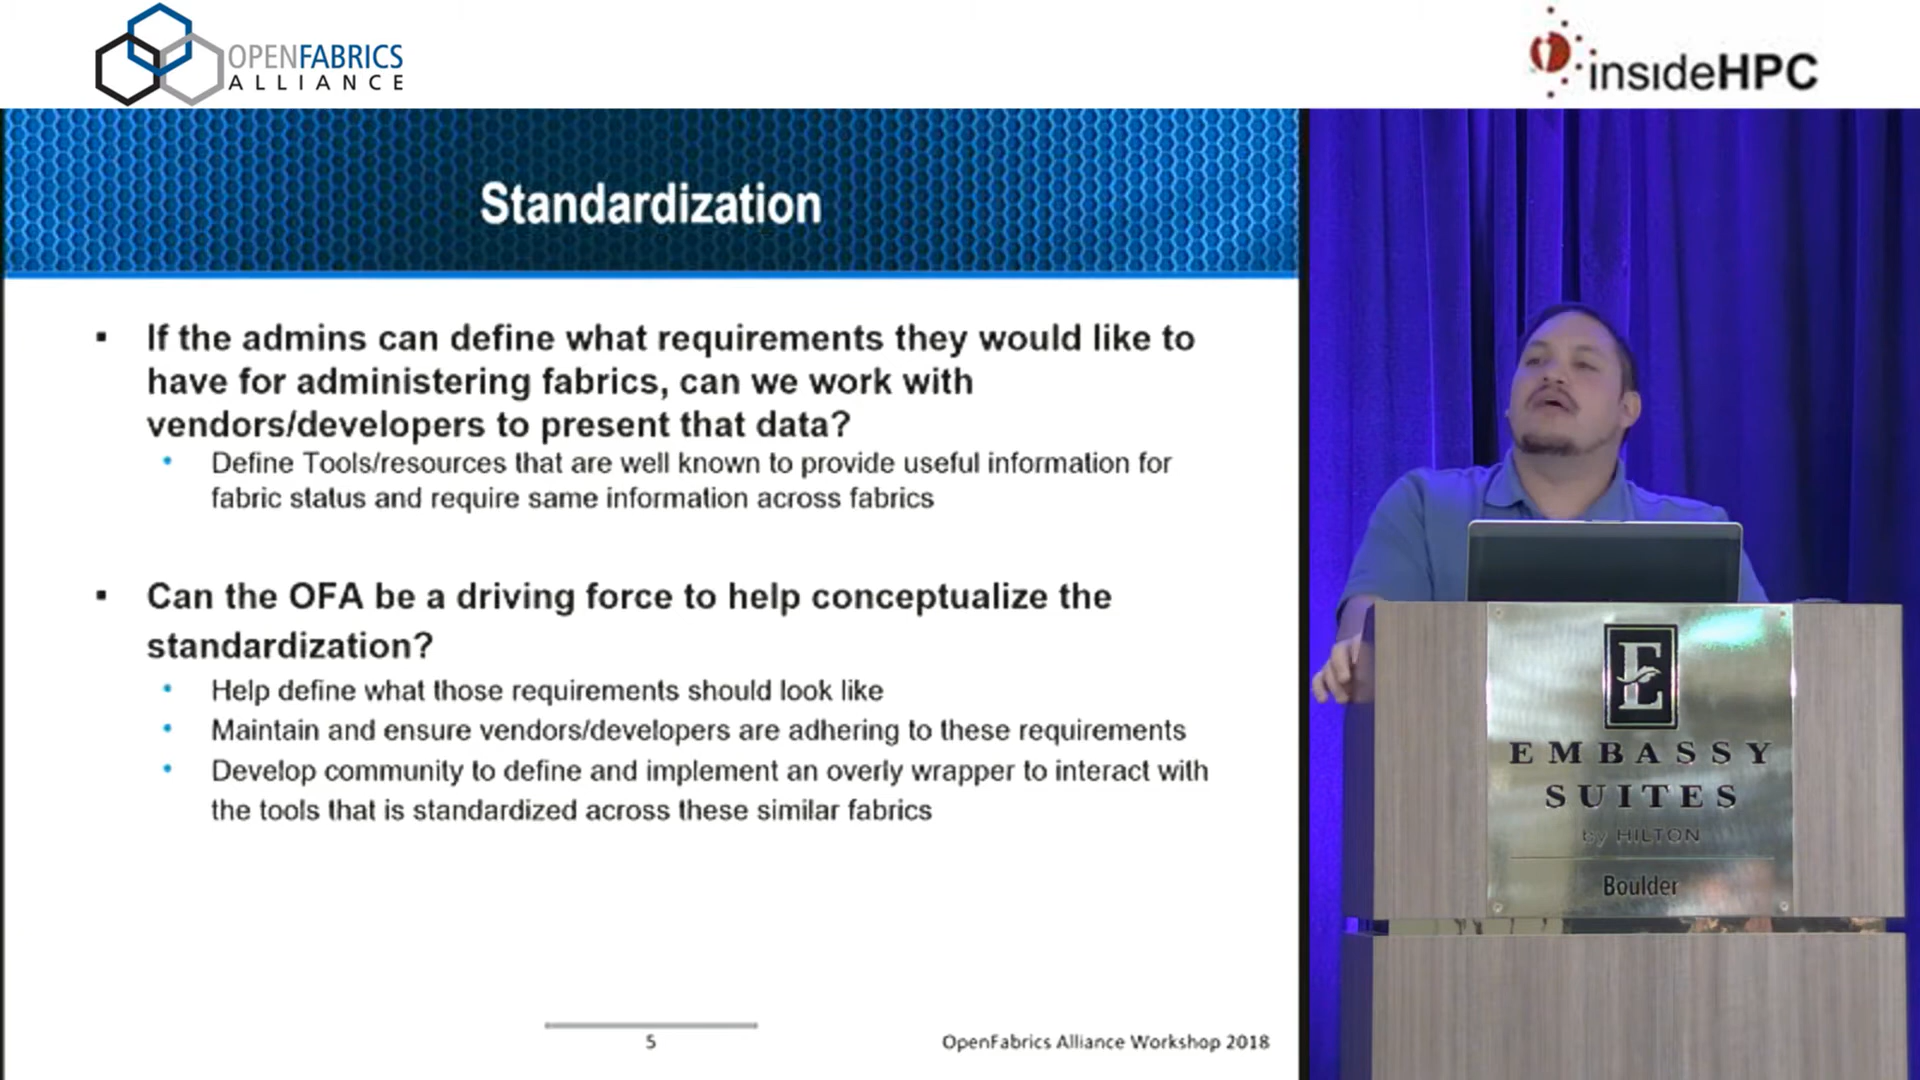 OPENFABRICS
ALLIANCE
insideHPC
Standardization
If the admins can define what requirements they would like to
have for administering fabrics, can we work with
vendors/developers to present that data?
Define Tools/resources that are well known to provide useful information for
fabric status and require same information across fabrics
Can the OFA be a driving force to help conceptualize the
standardization?
Help define what those requirements should look like
Maintain and ensure vendors/developers are adhering to these requirements
Develop community to define and implement an overly wrapper to interact with
the tools that is standardized across these similar fabrics
5
OpenFabrics Alliance Workshop 2018
E
EMBASSY
SUITES
by HILTON
Boulder